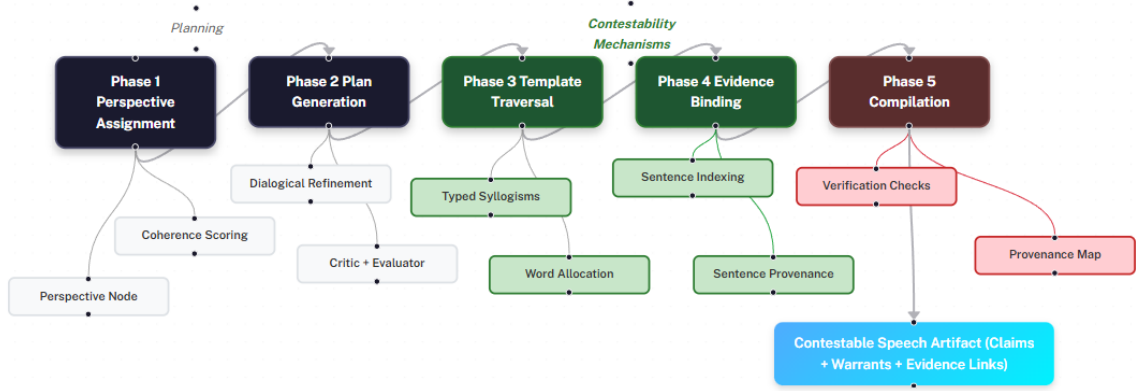 Planning
Contestability
Mechanisms
Phase 1
Perspective
Assignment
Phase 2 Plan
Generation
Phase 3 Template
Traversal
Phase 4 Evidence
Binding
Phase 5
Compilation
Dialogical Refinement
Typed Syllogisms
Sentence Indexing
Verification Checks
Coherence Scoring
Critic + Evaluator
Word Allocation
Sentence Provenance
Provenance Map
Perspective Node
Contestable Speech Artifact (Claims
+ Warrants + Evidence Links)